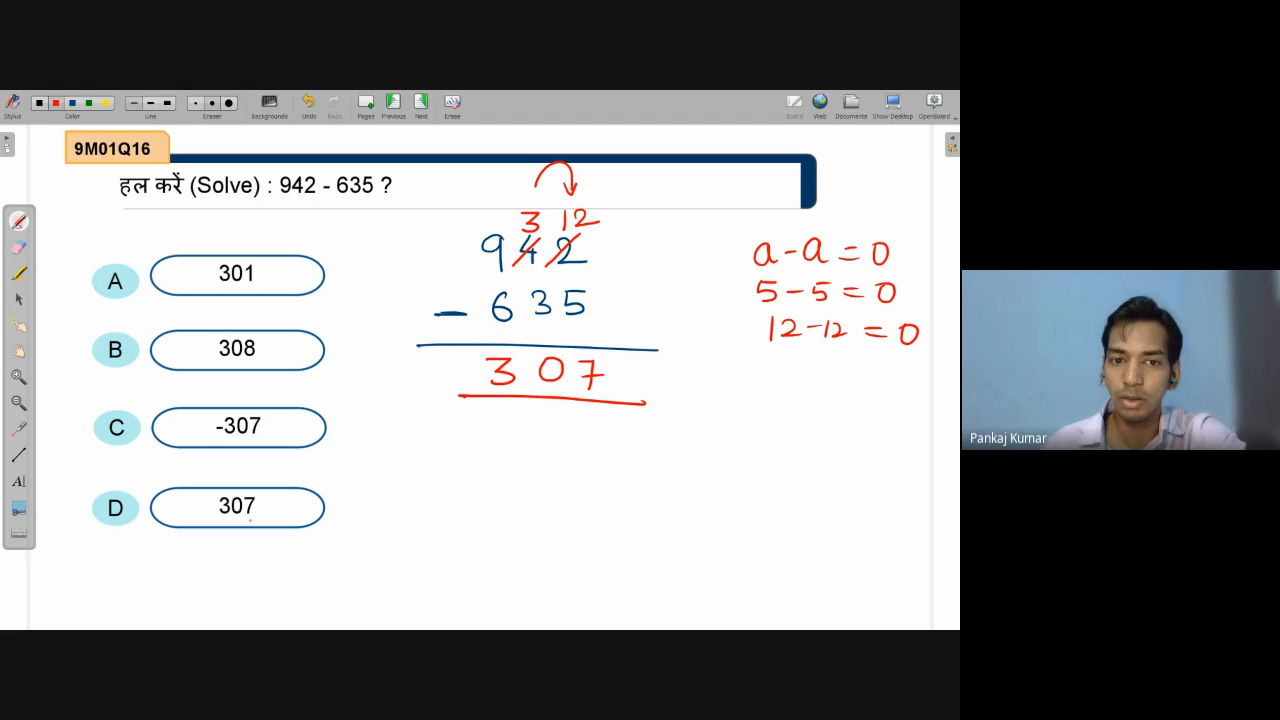 Stylus Color Line Eraser Backgrounds Undo Redo Pages Previous Next Erase Board Web Documents Show Desktop OpenBoard
9M01Q16
हल करें (Solve) : 942 - 635 ?
A 301
B 308
C -307
D 307
3 12
942
- 635
307
a - a = 0
5 - 5 = 0
12 - 12 = 0
Pankaj Kumar